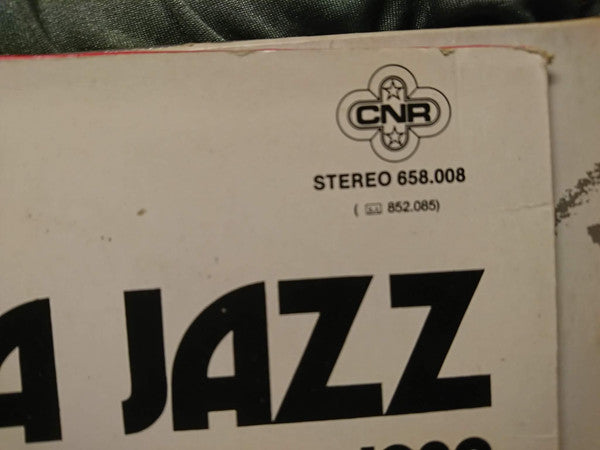 CNR
STEREO 658.008
( 852.085)
A JAZZ